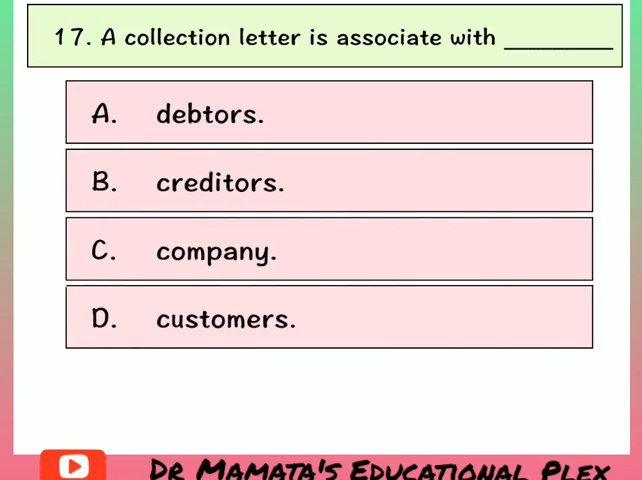 17. A collection letter is associate with _________
A. debtors.
B. creditors.
C. company.
D. customers.
DR MAMATA'S EDUCATIONAL PLEX